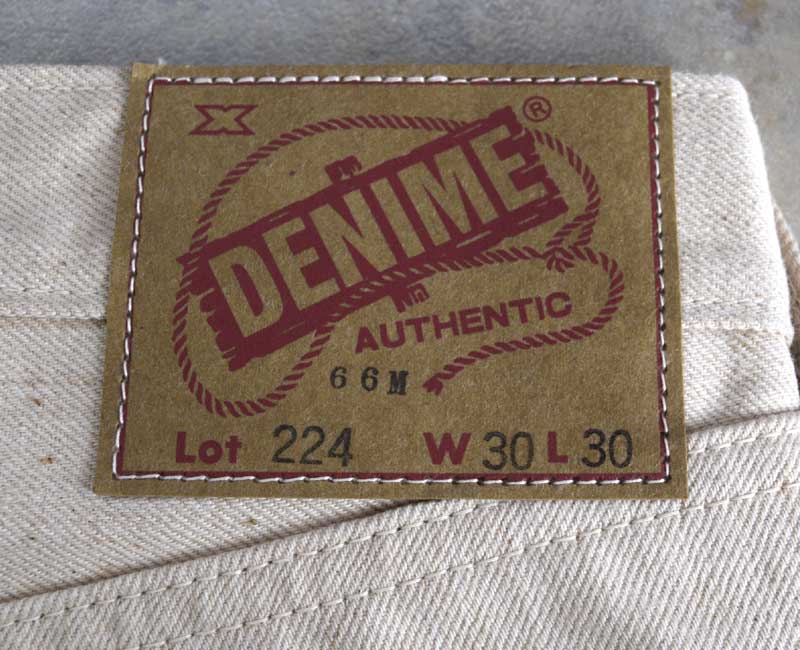 X
DENIME®
AUTHENTIC
66M
Lot 224 W 30 L 30